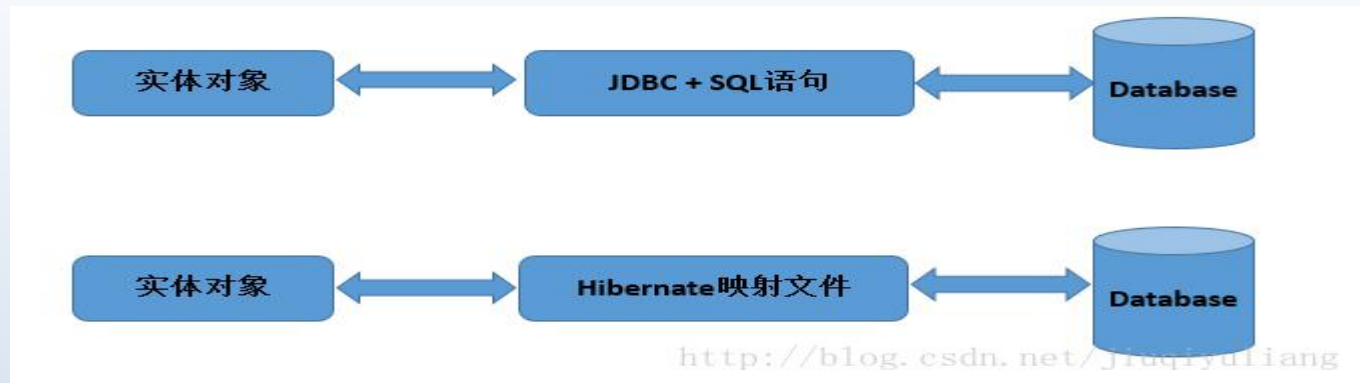 实体对象
JDBC + SQL语句
Database
实体对象
Hibernate映射文件
Database
http://blog.csdn.net/jiuqiyuliang